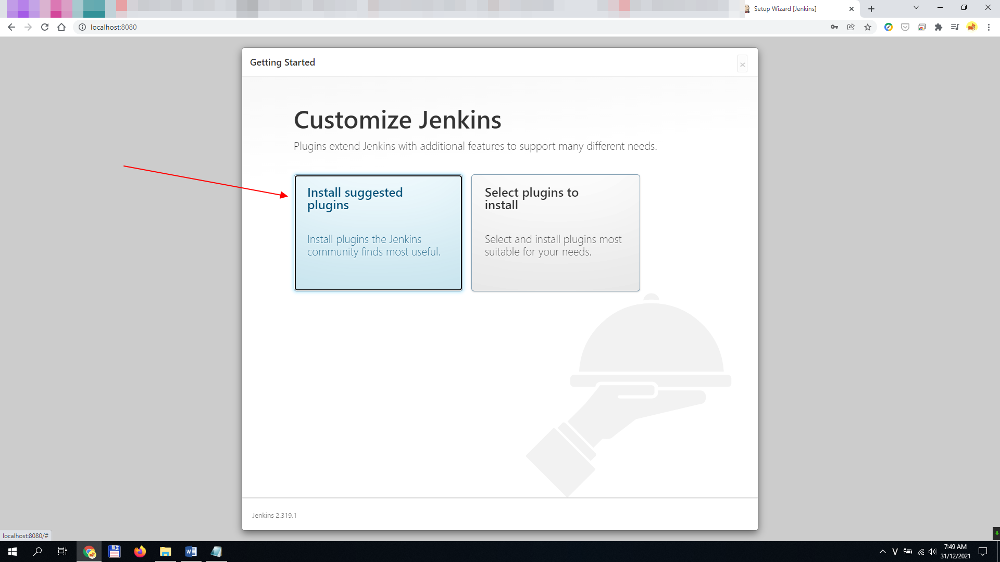 Setup Wizard [Jenkins]
localhost:8080
Getting Started
Customize Jenkins
Plugins extend Jenkins with additional features to support many different needs.
Install suggested
plugins
Install plugins the Jenkins
community finds most useful.
Select plugins to
install
Select and install plugins most
suitable for your needs.
Jenkins 2.319.1
localhost:8080/#
V
7:49 AM
31/12/2021